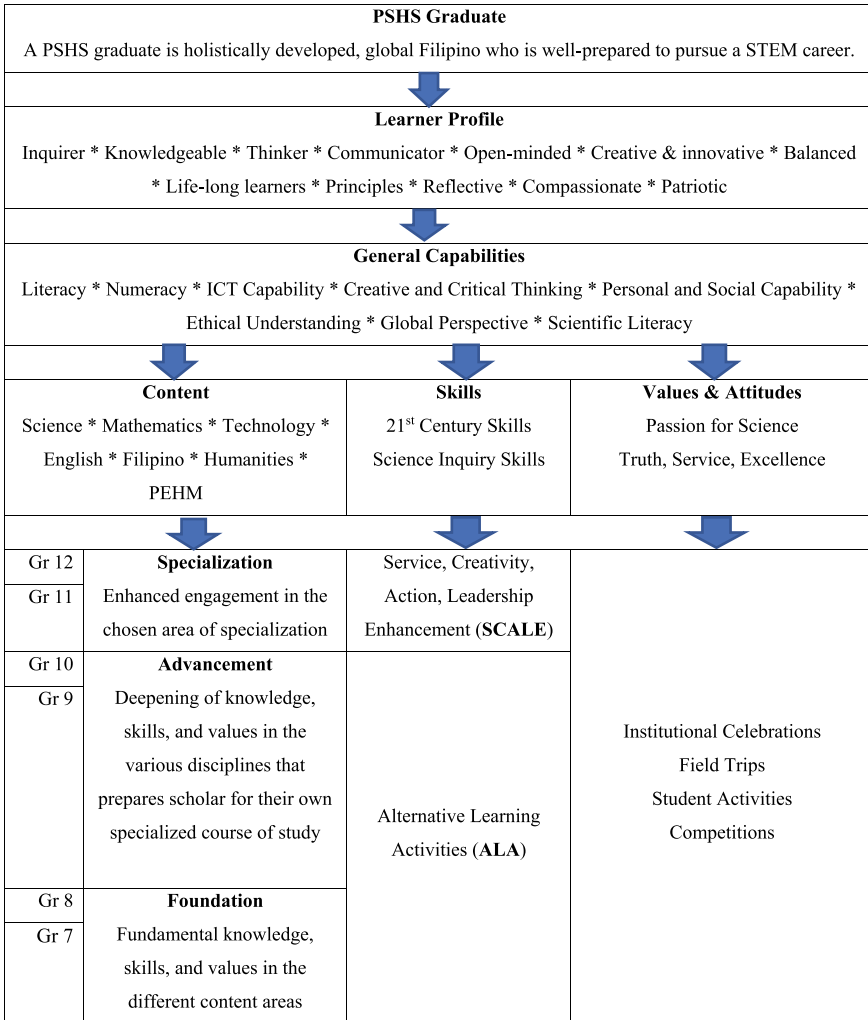 PSHS Graduate
A PSHS graduate is holistically developed, global Filipino who is well-prepared to pursue a STEM career.
Learner Profile
Inquirer * Knowledgeable * Thinker * Communicator * Open-minded * Creative & innovative * Balanced
* Life-long learners * Principles * Reflective * Compassionate * Patriotic
General Capabilities
Literacy * Numeracy * ICT Capability * Creative and Critical Thinking * Personal and Social Capability *
Ethical Understanding * Global Perspective * Scientific Literacy
Content
Science * Mathematics * Technology *
English * Filipino * Humanities *
PEHM
Skills
21st Century Skills
Science Inquiry Skills
Values & Attitudes
Passion for Science
Truth, Service, Excellence
Gr 12
Gr 11
Specialization
Enhanced engagement in the
chosen area of specialization
Service, Creativity,
Action, Leadership
Enhancement (SCALE)
Gr 10
Gr 9
Advancement
Deepening of knowledge,
skills, and values in the
various disciplines that
prepares scholar for their own
specialized course of study
Alternative Learning
Activities (ALA)
Institutional Celebrations
Field Trips
Student Activities
Competitions
Gr 8
Gr 7
Foundation
Fundamental knowledge,
skills, and values in the
different content areas